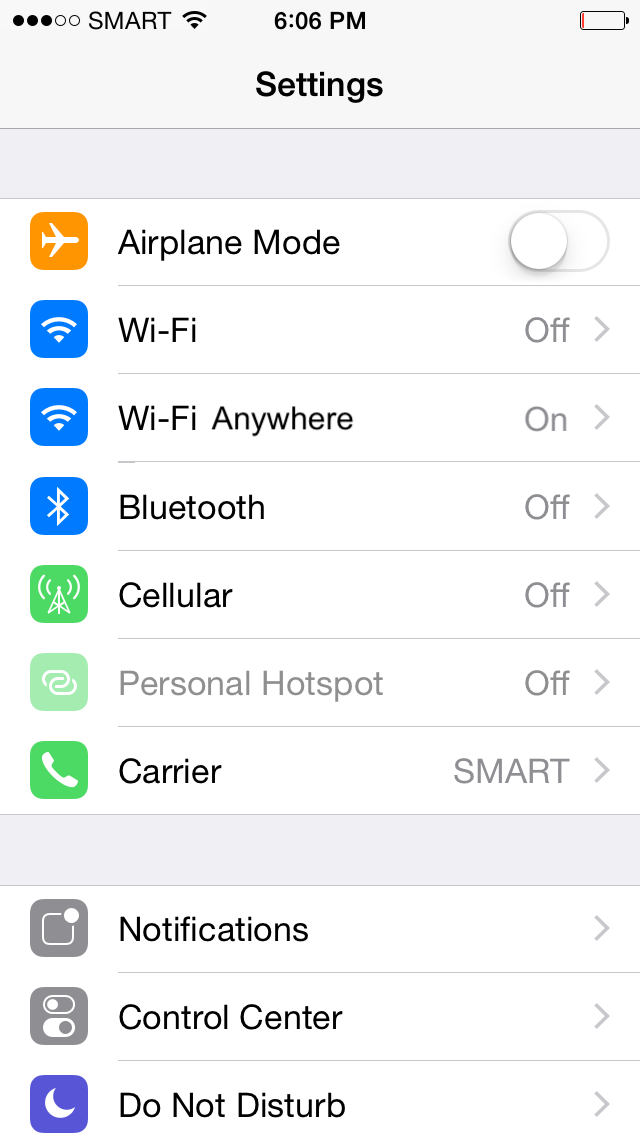 SMART 6:06 PM
Settings
Airplane Mode
Wi-Fi Off
Wi-Fi Anywhere On
Bluetooth Off
Cellular Off
Personal Hotspot Off
Carrier SMART
Notifications
Control Center
Do Not Disturb